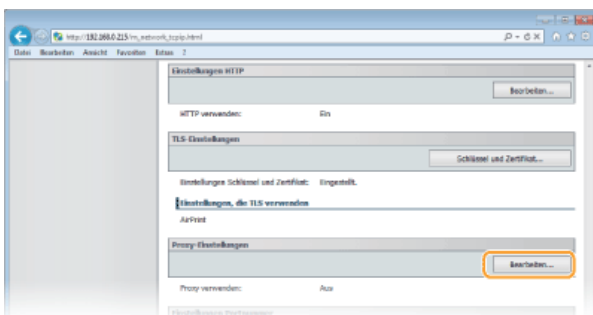 http://192.168.0.215/m_network_tcpip.html
Datei Bearbeiten Ansicht Favoriten Extras ?
Einstellungen HTTP
Bearbeiten...
HTTP verwenden: Ein
TLS-Einstellungen
Schlüssel und Zertifikat...
Einstellungen Schlüssel und Zertifikat: Eingestellt.
Einstellungen, die TLS verwenden
AirPrint
Proxy-Einstellungen
Bearbeiten...
Proxy verwenden: Aus